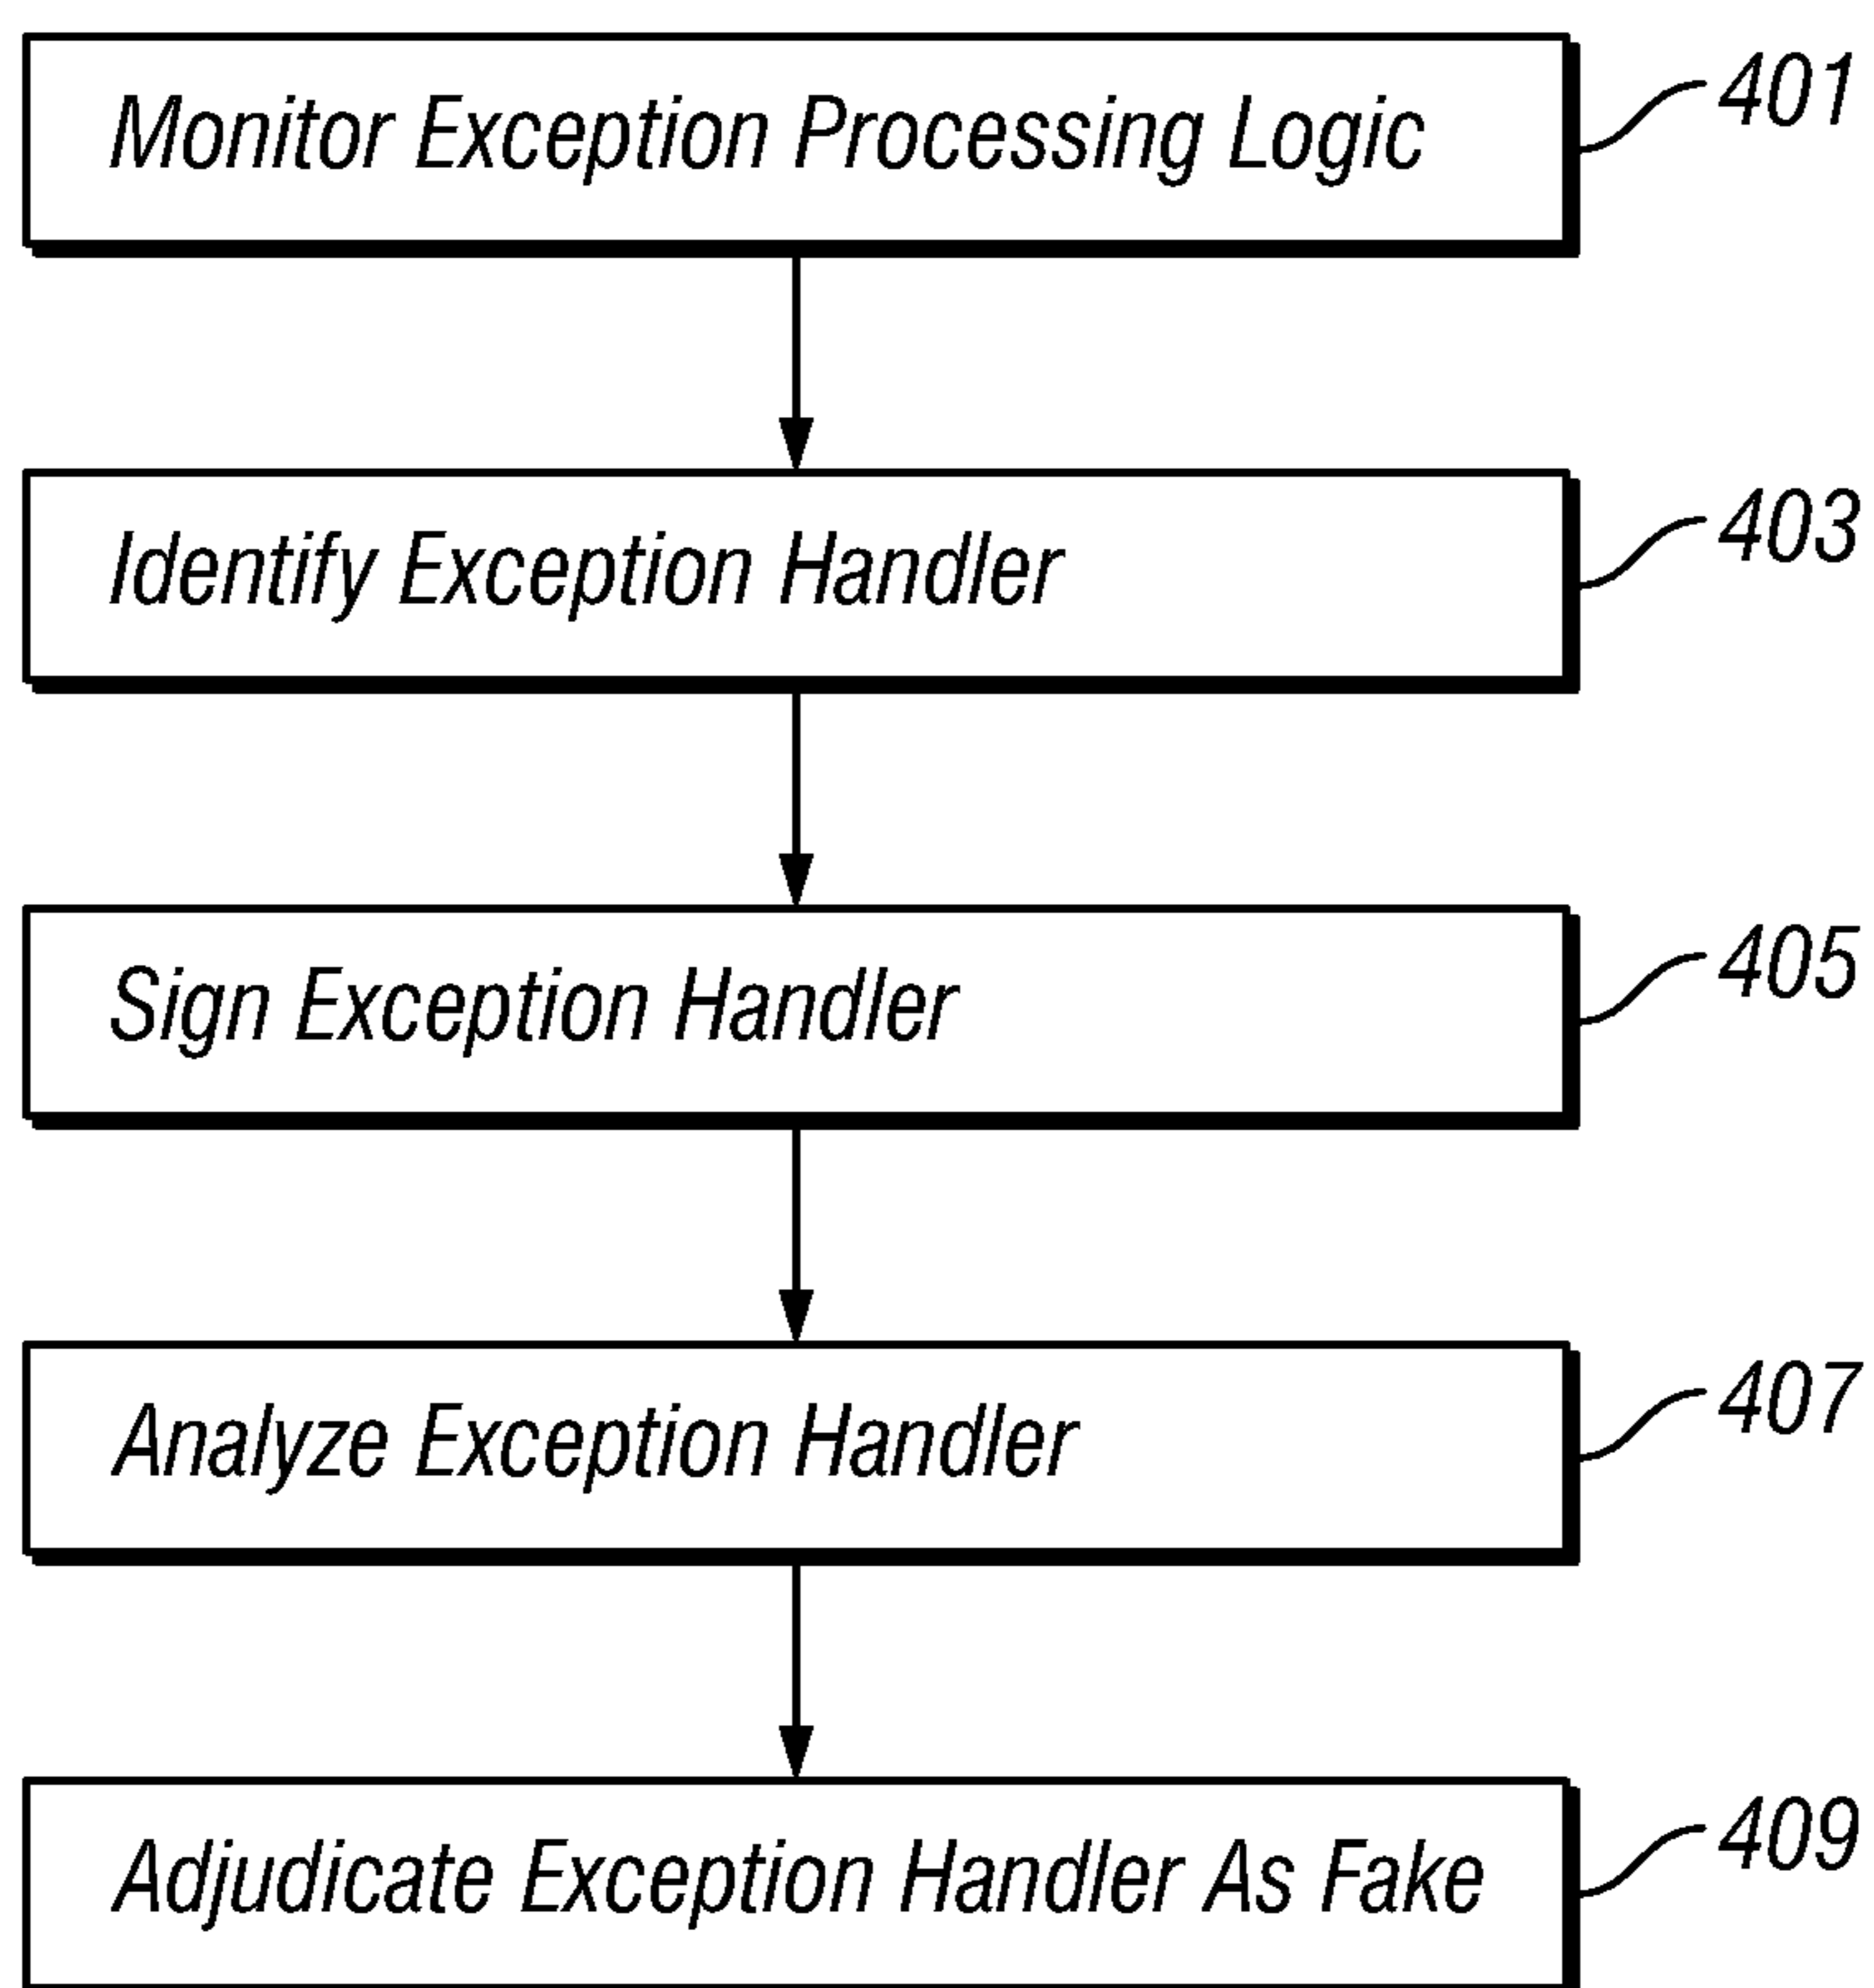 Monitor Exception Processing Logic
401
Identify Exception Handler
403
Sign Exception Handler
405
Analyze Exception Handler
407
Adjudicate Exception Handler As Fake
409